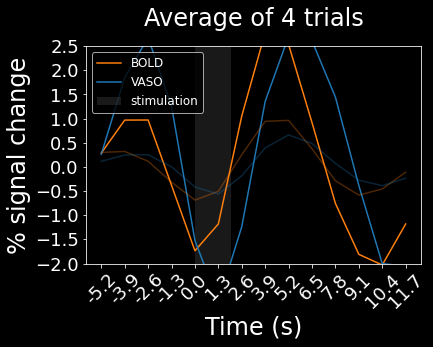 Average of 4 trials
BOLD
VASO
stimulation
% signal change
2.5
2.0
1.5
1.0
0.5
0.0
−0.5
−1.0
−1.5
−2.0
-5.2 -3.9 -2.6 -1.3 0.0 1.3 2.6 3.9 5.2 6.5 7.8 9.1 10.4 11.7
Time (s)